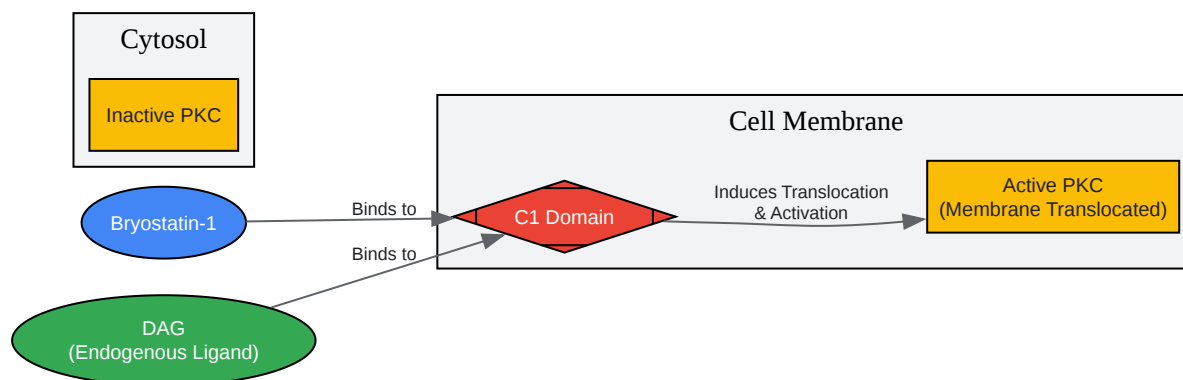 Cytosol
Inactive PKC
Cell Membrane
Bryostatin-1
Binds to
C1 Domain
Induces Translocation
& Activation
Active PKC
(Membrane Translocated)
Binds to
DAG
(Endogenous Ligand)